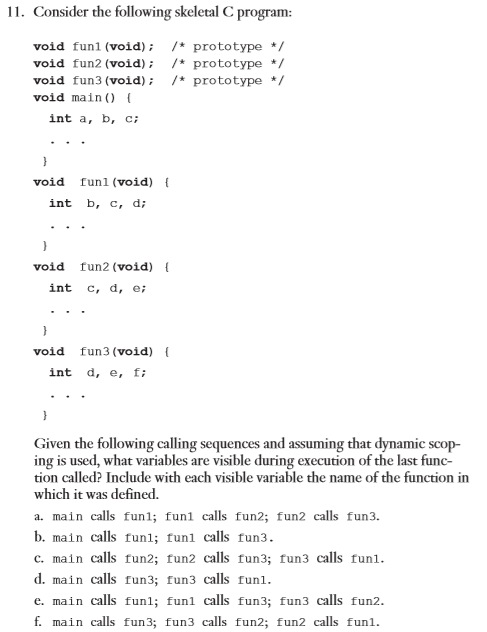 11. Consider the following skeletal C program:
void fun1(void); /* prototype */
void fun2(void); /* prototype */
void fun3(void); /* prototype */
void main() {
int a, b, c;
. . .
}
void fun1(void) {
int b, c, d;
. . .
}
void fun2(void) {
int c, d, e;
. . .
}
void fun3(void) {
int d, e, f;
. . .
}
Given the following calling sequences and assuming that dynamic scop-
ing is used, what variables are visible during execution of the last func-
tion called? Include with each visible variable the name of the function in
which it was defined.
a. main calls fun1; fun1 calls fun2; fun2 calls fun3.
b. main calls fun1; fun1 calls fun3.
c. main calls fun2; fun2 calls fun3; fun3 calls fun1.
d. main calls fun3; fun3 calls fun1.
e. main calls fun1; fun1 calls fun3; fun3 calls fun2.
f. main calls fun3; fun3 calls fun2; fun2 calls fun1.